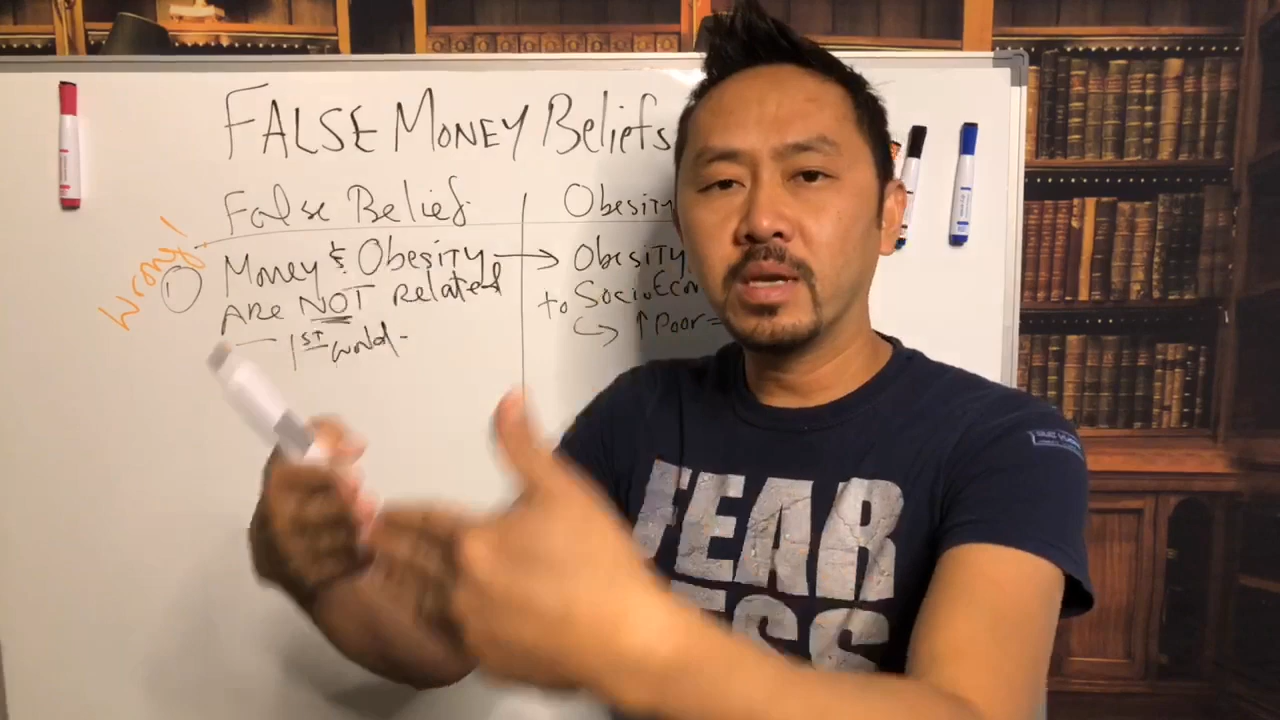 FALSE MONEY Beliefs
False Belief
Obesity
Wrong!
1
Money & Obesity → Obesity
ARE NOT Related
to SocioEcon
↑ Poor =
1ST World
FEAR
LESS